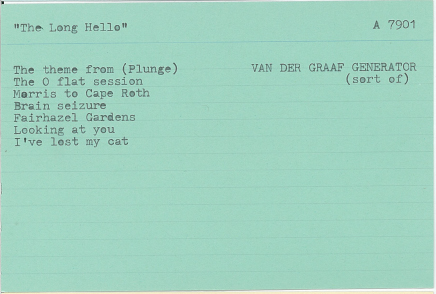 "The Long Hello"
A 7901
The theme from (Plunge)
VAN DER GRAAF GENERATOR
The O flat session
(sort of)
Morris to Cape Roth
Brain seizure
Fairhazel Gardens
Looking at you
I've lost my cat